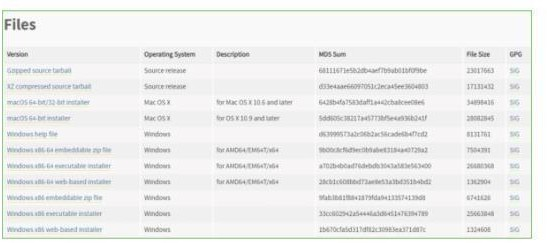 Files
Version Operating System Description MD5 Sum File Size GPG
Gzipped source tarball Source release 68111671e5b2db4aef7b9ab01bf0f9be 23017663 SIG
XZ compressed source tarball Source release d33e4aae66097051c2eca45ee3604803 17131432 SIG
macOS 64-bit/32-bit installer Mac OS X for Mac OS X 10.6 and later 6428b4fa7583daff1a442cba8cee08e6 34898416 SIG
macOS 64-bit installer Mac OS X for OS X 10.9 and later 5dd605c38217a45773bf5e4a936b241f 28082845 SIG
Windows help file Windows d63999573a2c06b2ac56cade6b4f7cd2 8131761 SIG
Windows x86-64 embeddable zip file Windows for AMD64/EM64T/x64 9b00c8cf6d9ec0b9abe83184a40729a2 7504391 SIG
Windows x86-64 executable installer Windows for AMD64/EM64T/x64 a702b4b0ad76debdb3043a583e563400 26680368 SIG
Windows x86-64 web-based installer Windows for AMD64/EM64T/x64 28cb1c608bbd73ae8e53a3bd351b4bd2 1362904 SIG
Windows x86 embeddable zip file Windows 9fab3b81f8841879fda94133574139d8 6741626 SIG
Windows x86 executable installer Windows 33cc602942a54446a3d6451476394789 25663848 SIG
Windows x86 web-based installer Windows 1b670cfa5d317df82c30983ea371d87c 1324608 SIG